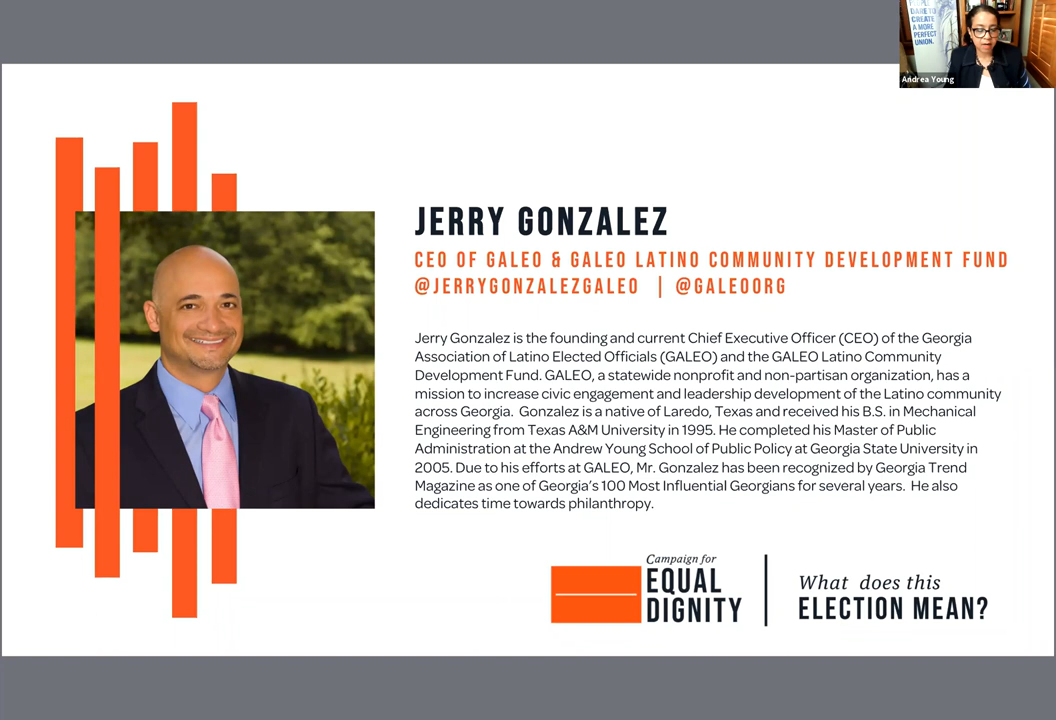 DARE TO
CREATE
A MORE
PERFECT
UNION.
Andrea Young
JERRY GONZALEZ
CEO OF GALEO & GALEO LATINO COMMUNITY DEVELOPMENT FUND
@JERRYGONZALEZGALEO | @GALEOORG
Jerry Gonzalez is the founding and current Chief Executive Officer (CEO) of the Georgia
Association of Latino Elected Officials (GALEO) and the GALEO Latino Community
Development Fund. GALEO, a statewide nonprofit and non-partisan organization, has a
mission to increase civic engagement and leadership development of the Latino community
across Georgia.  Gonzalez is a native of Laredo, Texas and received his B.S. in Mechanical
Engineering from Texas A&M University in 1995. He completed his Master of Public
Administration at the Andrew Young School of Public Policy at Georgia State University in
2005. Due to his efforts at GALEO, Mr. Gonzalez has been recognized by Georgia Trend
Magazine as one of Georgia's 100 Most Influential Georgians for several years.  He also
dedicates time towards philanthropy.
Campaign for
EQUAL
DIGNITY
What does this
ELECTION MEAN?